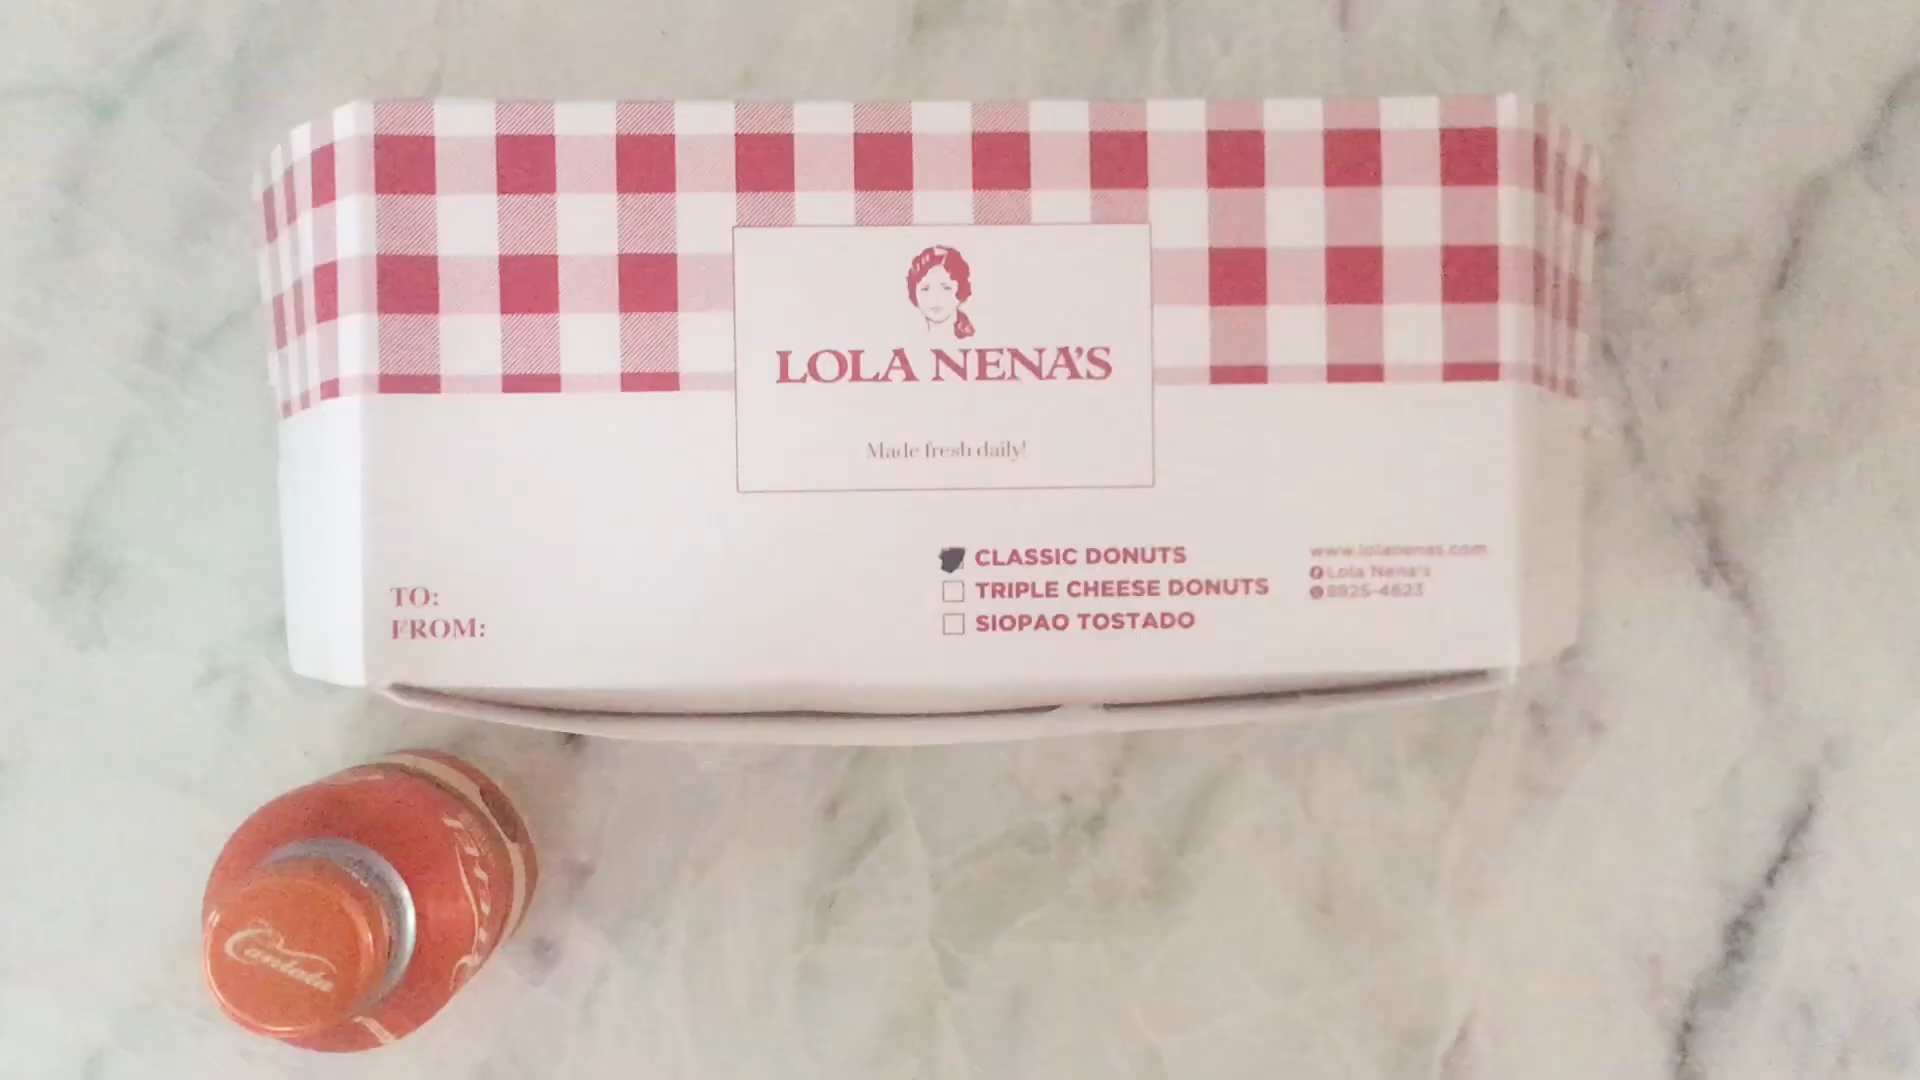 LOLA NENA'S
Made fresh daily!
CLASSIC DONUTS
TRIPLE CHEESE DONUTS
SIOPAO TOSTADO
www.lolanenas.com
Lola Nena's
8925-4623
TO:
FROM:
Cantata